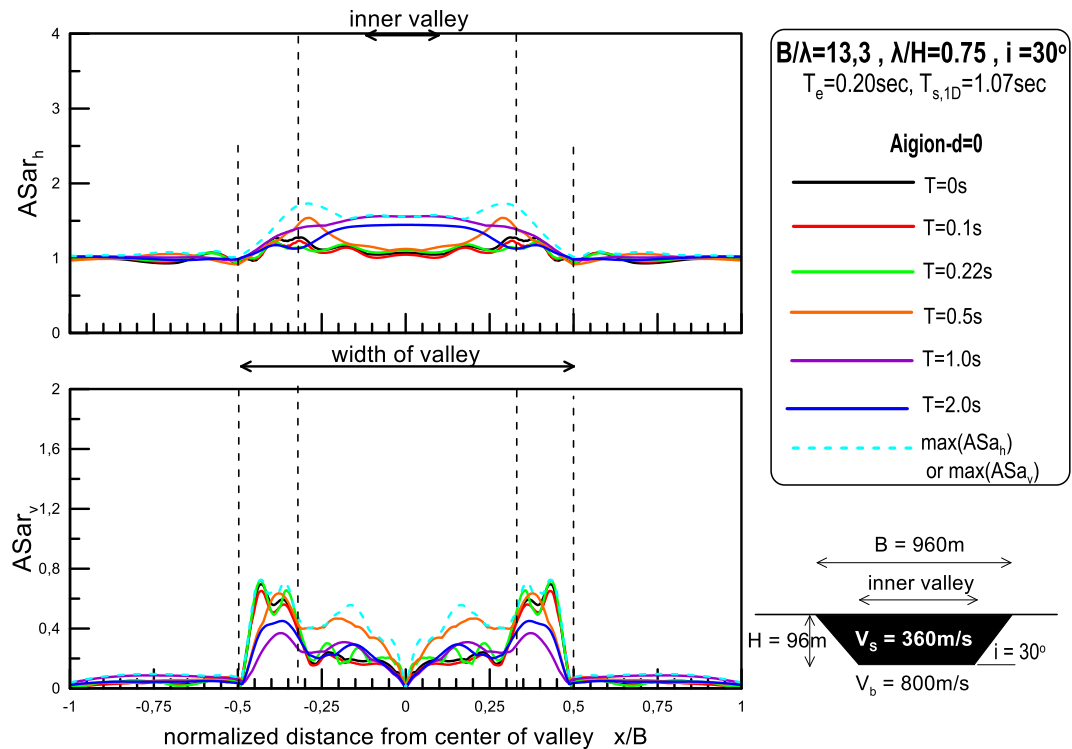 inner valley
4
3
2
1
0
ASar_h
width of valley
2
1,6
1,2
0,8
0,4
0
ASar_v
-1
-0,75
-0,5
-0,25
0
0,25
0,5
0,75
1
normalized distance from center of valley x/B
B/λ=13,3 , λ/H=0.75 , i =30º
T_e=0.20sec, T_s,1D=1.07sec
Aigion-d=0
T=0s
T=0.1s
T=0.22s
T=0.5s
T=1.0s
T=2.0s
max(ASa_h)
or max(ASa_v)
B = 960m
inner valley
H = 96m
V_s = 360m/s
i = 30º
V_b = 800m/s